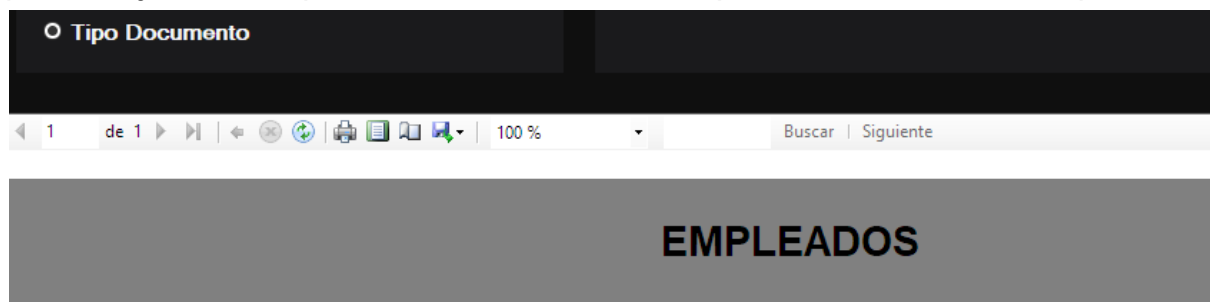 Tipo Documento
1 de 1 100 % Buscar | Siguiente
EMPLEADOS